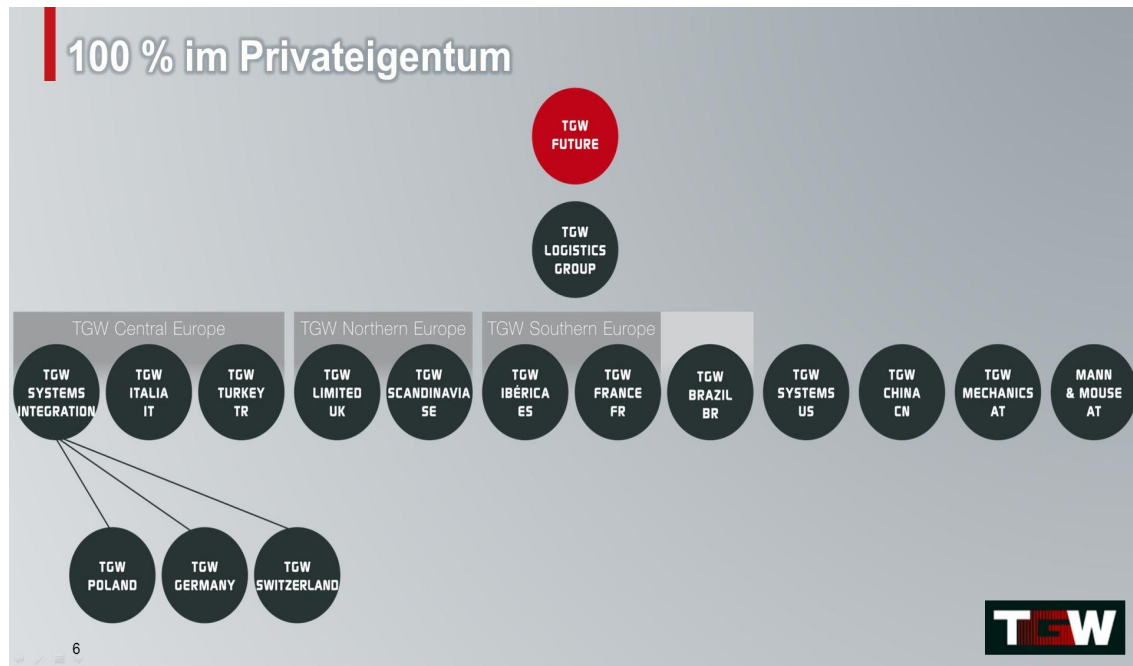 100 % im Privateigentum
TGW
FUTURE
TGW
LOGISTICS
GROUP
TGW Central Europe
TGW Northern Europe
TGW Southern Europe
TGW
SYSTEMS
INTEGRATION
TGW
ITALIA
IT
TGW
TURKEY
TR
TGW
LIMITED
UK
TGW
SCANDINAVIA
SE
TGW
IBÉRICA
ES
TGW
FRANCE
FR
TGW
BRAZIL
BR
TGW
SYSTEMS
US
TGW
CHINA
CN
TGW
MECHANICS
AT
MANN
& MOUSE
AT
TGW
POLAND
TGW
GERMANY
TGW
SWITZERLAND
TGW
6